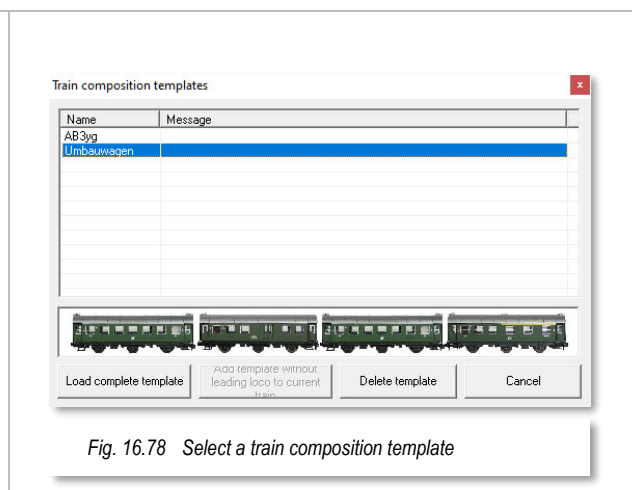 Train composition templates
x
Name Message
AB3yg
Umbauwagen
Load complete template
Add template without
leading loco to current
train
Delete template
Cancel
Fig. 16.78 Select a train composition template